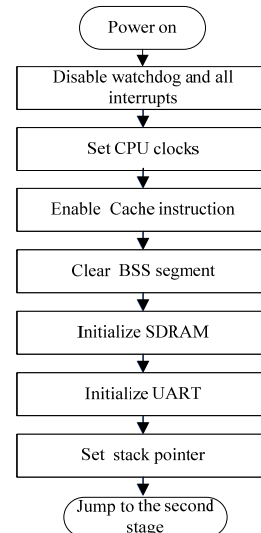 Power on
Disable watchdog and all
interrupts
Set CPU clocks
Enable Cache instruction
Clear BSS segment
Initialize SDRAM
Initialize UART
Set stack pointer
Jump to the second
stage